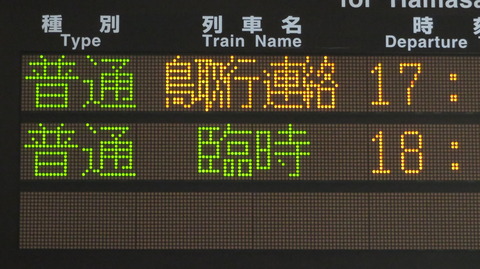 for Hamasa
種別 列車名 時刻
Type Train Name Departure
普通 鳥取行連絡 17:
普通 臨時 18: